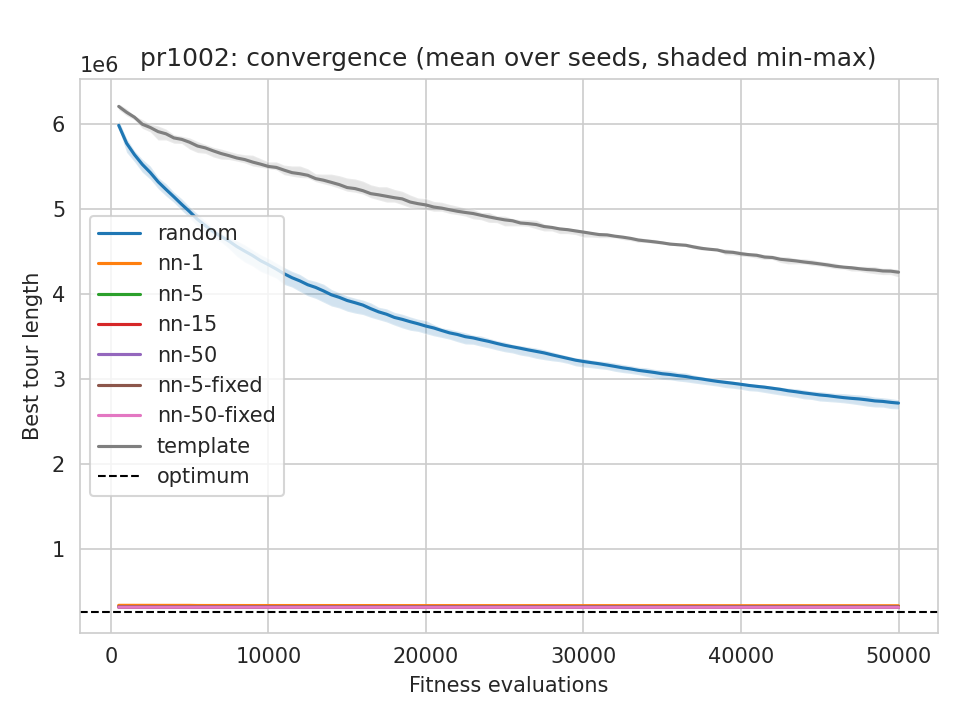 pr1002: convergence (mean over seeds, shaded min-max)
1e6
6
5
4
3
2
1
Best tour length
random
nn-1
nn-5
nn-15
nn-50
nn-5-fixed
nn-50-fixed
template
optimum
0 10000 20000 30000 40000 50000
Fitness evaluations